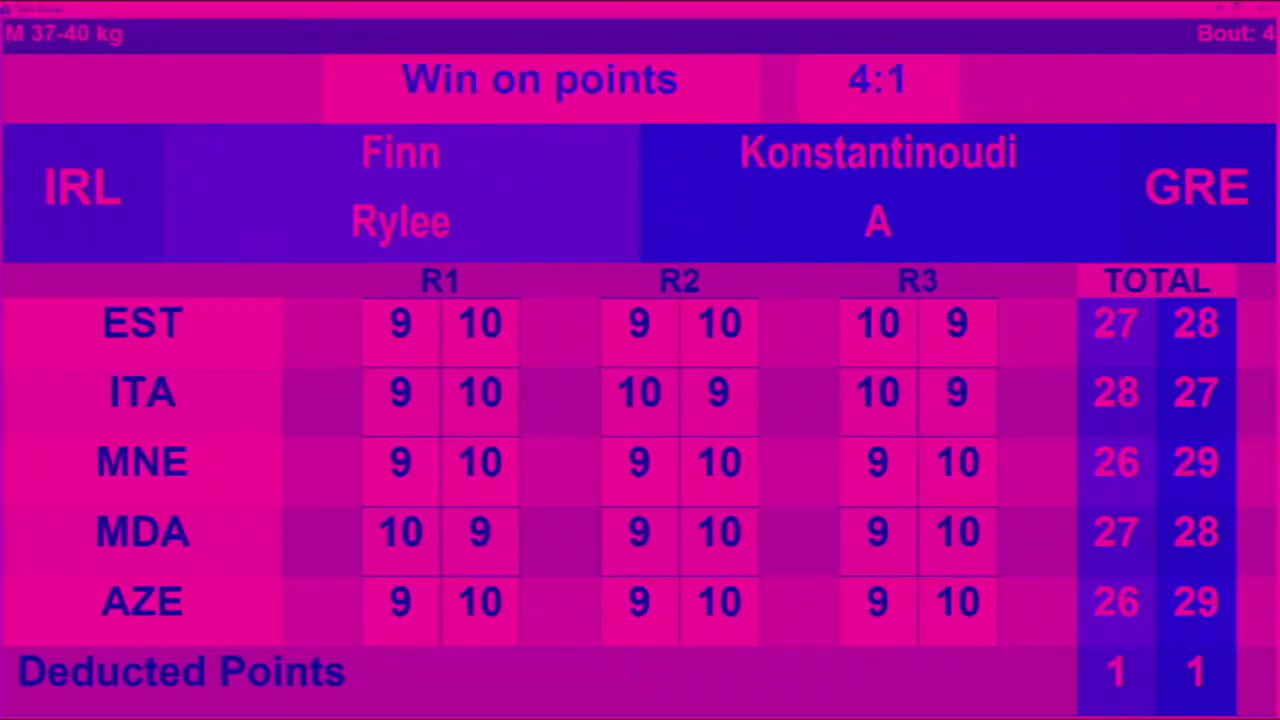 M 37-40 kg Bout: 4
Win on points 4:1
IRL Finn Rylee Konstantinoudi A GRE
R1 R2 R3 TOTAL
EST 9 10 9 10 10 9 27 28
ITA 9 10 10 9 10 9 28 27
MNE 9 10 9 10 9 10 26 29
MDA 10 9 9 10 9 10 27 28
AZE 9 10 9 10 9 10 26 29
Deducted Points 1 1